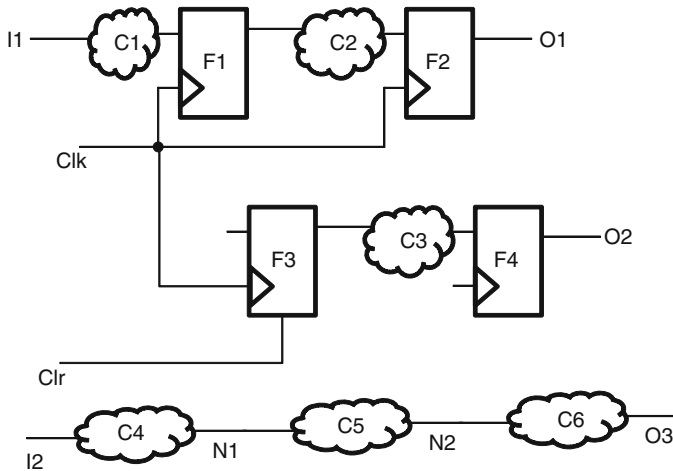 I1 C1 F1 C2 F2 O1
Clk
F3 C3 F4 O2
Clr
C4 C5 C6
I2 N1 N2 O3